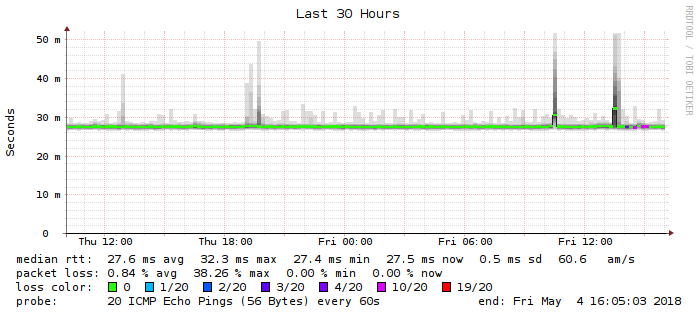 Last 30 Hours
RRDTOOL / TOBI OETIKER
Seconds
50 m
40 m
30 m
20 m
10 m
0
Thu 12:00 Thu 18:00 Fri 00:00 Fri 06:00 Fri 12:00
median rtt: 27.6 ms avg 32.3 ms max 27.4 ms min 27.5 ms now 0.5 ms sd 60.6 am/s
packet loss: 0.84 % avg 38.26 % max 0.00 % min 0.00 % now
loss color: 0 1/20 2/20 3/20 4/20 10/20 19/20
probe: 20 ICMP Echo Pings (56 Bytes) every 60s end: Fri May 4 16:05:03 2018